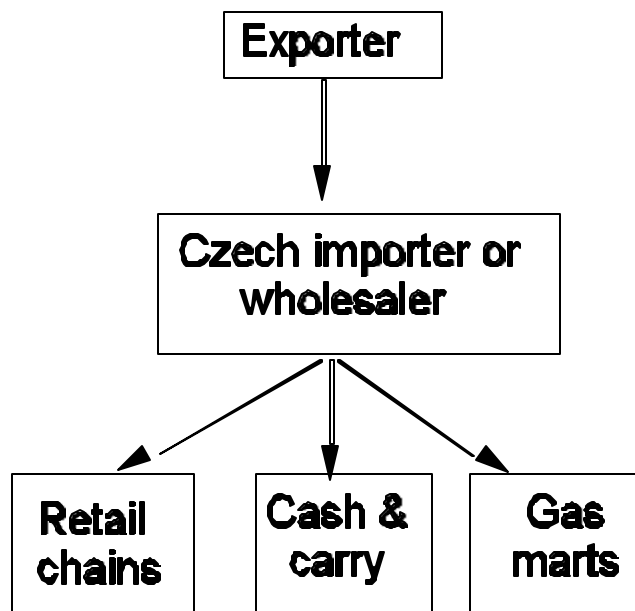 Exporter
Czech importer or
wholesaler
Retail
chains
Cash &
carry
Gas
marts